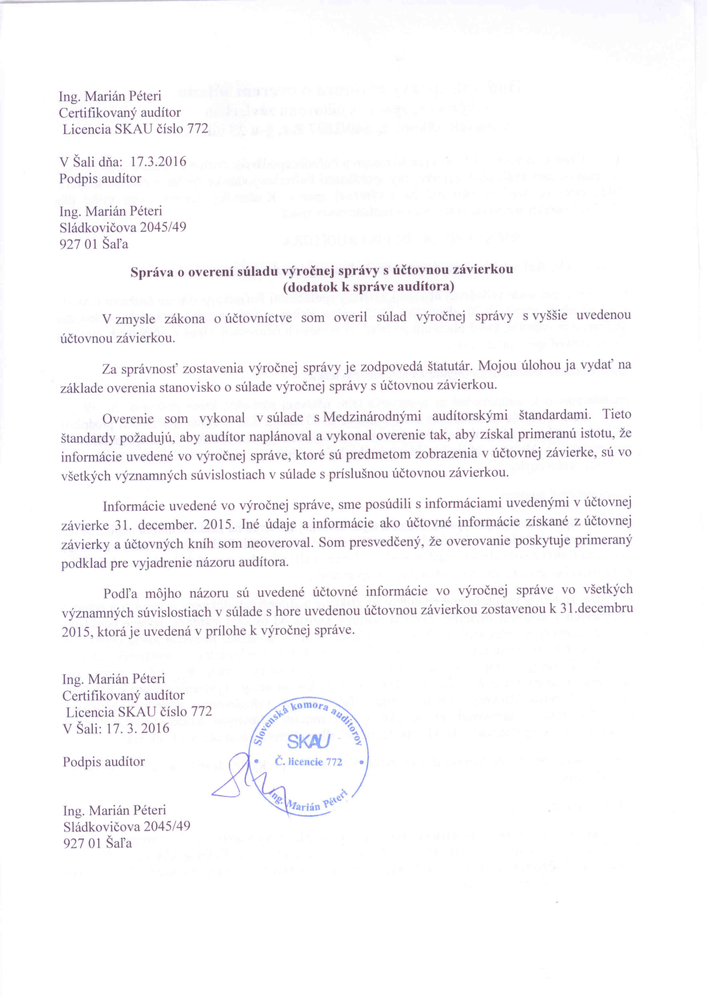 Ing. Marián Péteri
Certifikovaný audítor
Licencia SKAU číslo 772
V Šali dňa: 17.3.2016
Podpis audítor
Ing. Marián Péteri
Sládkovičova 2045/49
927 01 Šaľa
Správa o overení súladu výročnej správy s účtovnou závierkou
(dodatok k správe audítora)
V zmysle zákona o účtovníctve som overil súlad výročnej správy s vyššie uvedenou
účtovnou závierkou.
Za správnosť zostavenia výročnej správy je zodpovedá štatutár. Mojou úlohou ja vydať na
základe overenia stanovisko o súlade výročnej správy s účtovnou závierkou.
Overenie som vykonal v súlade s Medzinárodnými audítorskými štandardami. Tieto
štandardy požadujú, aby audítor naplánoval a vykonal overenie tak, aby získal primeranú istotu, že
informácie uvedené vo výročnej správe, ktoré sú predmetom zobrazenia v účtovnej závierke, sú vo
všetkých významných súvislostiach v súlade s príslušnou účtovnou závierkou.
Informácie uvedené vo výročnej správe, sme posúdili s informáciami uvedenými v účtovnej
závierke 31. december. 2015. Iné údaje a informácie ako účtovné informácie získané z účtovnej
závierky a účtovných kníh som neoveroval. Som presvedčený, že overovanie poskytuje primeraný
podklad pre vyjadrenie názoru audítora.
Podľa môjho názoru sú uvedené účtovné informácie vo výročnej správe vo všetkých
významných súvislostiach v súlade s hore uvedenou účtovnou závierkou zostavenou k 31.decembru
2015, ktorá je uvedená v prílohe k výročnej správe.
Ing. Marián Péteri
Certifikovaný audítor
Licencia SKAU číslo 772
V Šali: 17. 3. 2016
Podpis audítor
Slovenská komora audítorov
SKAU
Č. licencie 772
Ing. Marián Péteri
Ing. Marián Péteri
Sládkovičova 2045/49
927 01 Šaľa